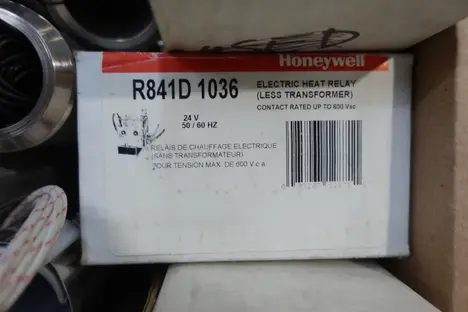 USED
Honeywell
R841D 1036
ELECTRIC HEAT RELAY
(LESS TRANSFORMER)
CONTACT RATED UP TO 600 Vac
24 V
50 / 60 HZ
RELAIS DE CHAUFFAGE ELECTRIQUE
(SANS TRANSFORMATEUR)
POUR TENSION MAX. DE 600 V c.a.